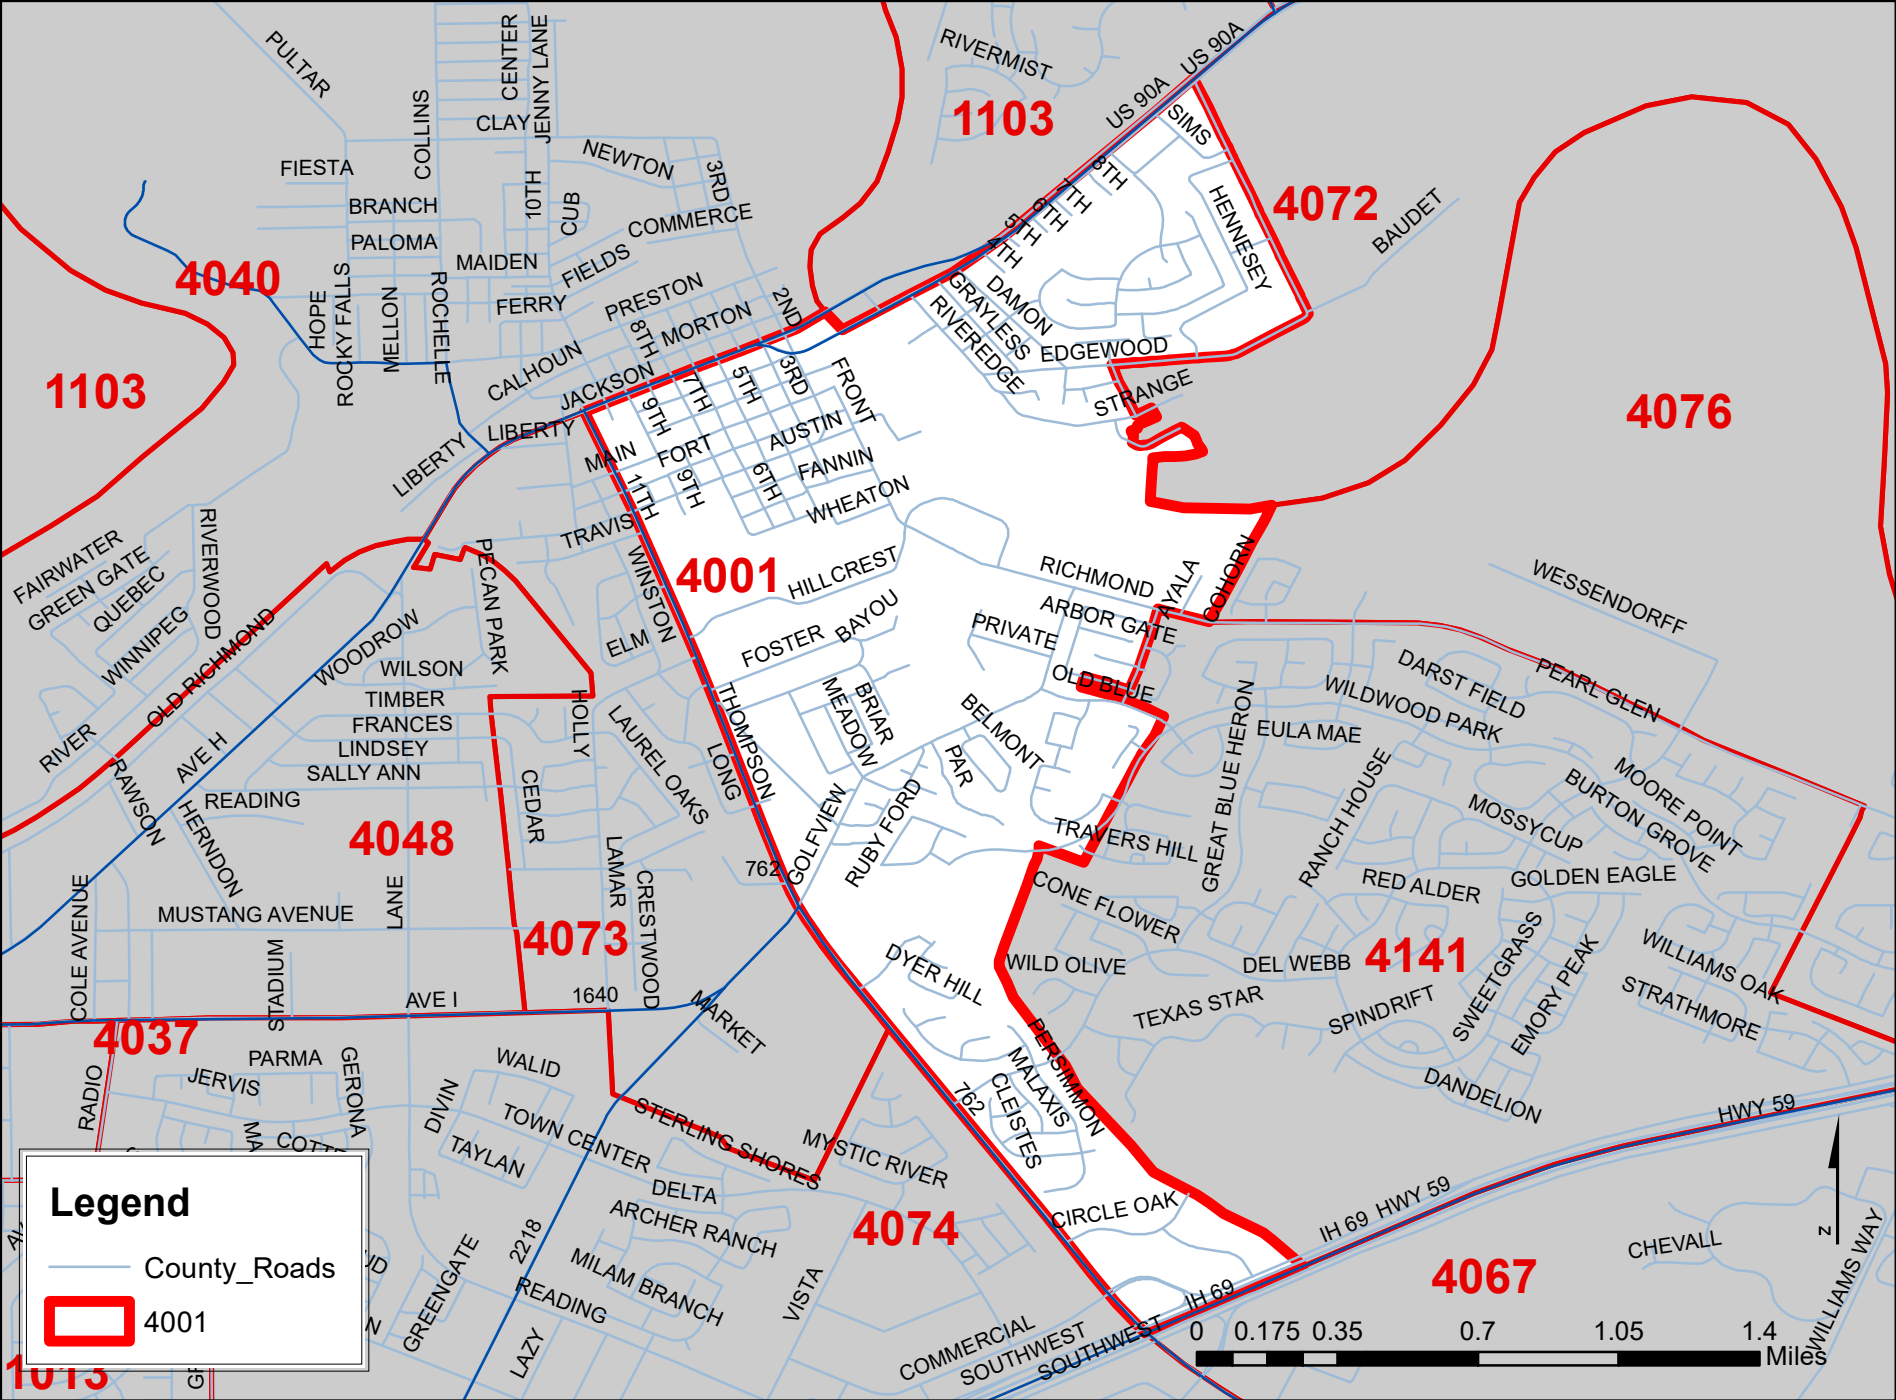 PULTAR
CENTER
JENNY LANE
RIVERMIST
US 90A
US 90A
COLLINS
CLAY
1103
SIMS
NEWTON
FIESTA
3RD
8TH
7TH
6TH
5TH
4TH
HENNESEY
4072
BAUDET
BRANCH
10TH
CUB
COMMERCE
PALOMA
MAIDEN
FIELDS
4040
HOPE
ROCKY FALLS
MELLON
ROCHELLE
FERRY
PRESTON
2ND
MORTON
8TH
GRAYLESS
DAMON
RIVEREDGE
EDGEWOOD
STRANGE
1103
CALHOUN
JACKSON
7TH
5TH
3RD
FRONT
4076
LIBERTY
LIBERTY
9TH
MAIN
FORT
AUSTIN
FANNIN
11TH
9TH
6TH
WHEATON
TRAVIS
FAIRWATER
GREEN GATE
QUEBEC
WINNIPEG
RIVERWOOD
PECAN PARK
WINSTON
4001
HILLCREST
RICHMOND
AYALA
COHORN
WESSENDORFF
OLD RICHMOND
WOODROW
ELM
FOSTER
BAYOU
PRIVATE
ARBOR GATE
WILSON
TIMBER
FRANCES
LINDSEY
SALLY ANN
HOLLY
LAUREL OAKS
THOMPSON
LONG
MEADOW
BRIAR
BELMONT
OLD BLUE
WILDWOOD PARK
DARST FIELD
PEARL GLEN
RIVER
AVE H
RAWSON
READING
HERNDON
CEDAR
PAR
EULA MAE
GREAT BLUE HERON
RANCH HOUSE
MOORE POINT
BURTON GROVE
MOSSYCUP
4048
GOLFVIEW
RUBY FORD
TRAVERS HILL
762
LAMAR
CRESTWOOD
CONE FLOWER
RED ALDER
GOLDEN EAGLE
COLE AVENUE
MUSTANG AVENUE
LANE
STADIUM
4073
DYER HILL
WILD OLIVE
DEL WEBB
4141
SWEETGRASS
EMORY PEAK
WILLIAMS OAK
STRATHMORE
AVE I
1640
MARKET
TEXAS STAR
SPINDRIFT
4037
PARMA
JERVIS
GERONA
RADIO
WALID
DIVIN
TOWN CENTER
TAYLAN
STERLING SHORES
MYSTIC RIVER
762
PERSIMMON
MALAXIS
CLEISTES
DANDELION
HWY 59
DELTA
ARCHER RANCH
4074
CIRCLE OAK
IH 69 HWY 59
CHEVALL
WILLIAMS WAY
4067
2218
GREENGATE
READING
MILAM BRANCH
VISTA
LAZY
IH 69
COMMERCIAL
SOUTHWEST
SOUTHWEST
N
Legend
County_Roads
4001
1013
0 0.175 0.35 0.7 1.05 1.4
Miles